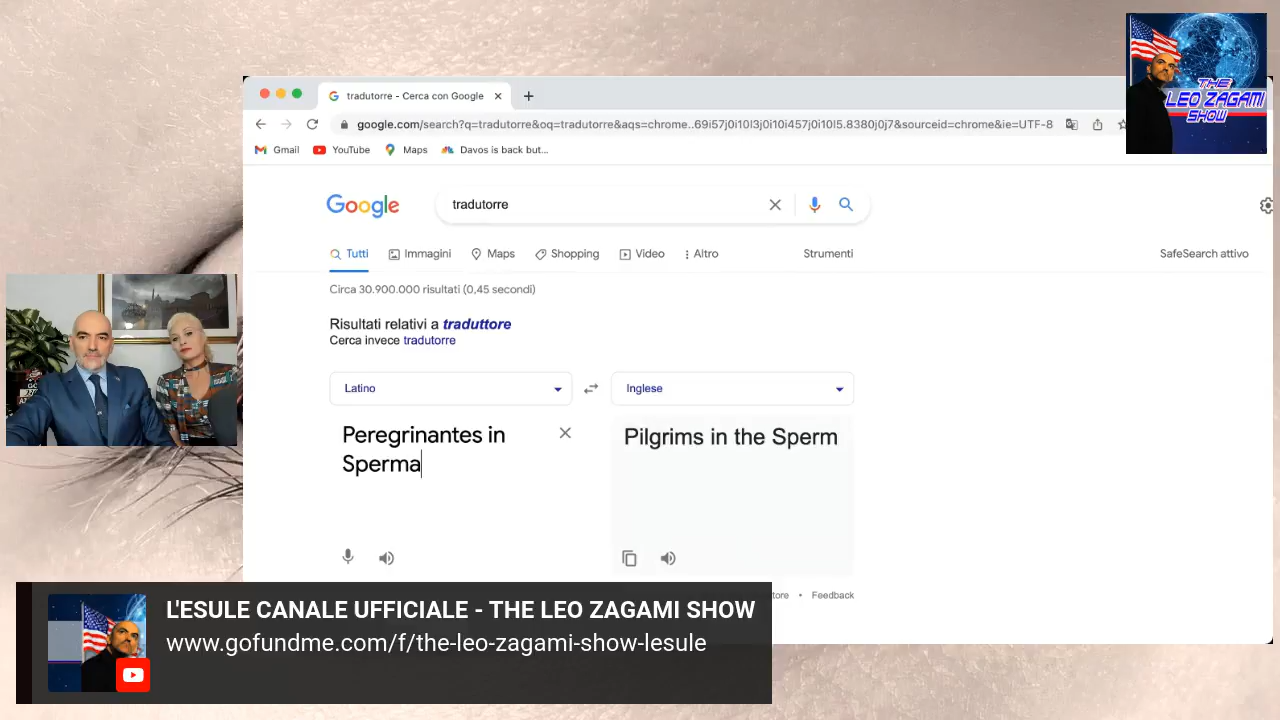 THE
LEO ZAGAMI
SHOW
tradutorre - Cerca con Google
google.com/search?q=tradutorre&oq=tradutorre&aqs=chrome..69i57j0i10l3j0i10i457j0i10l5.8380j0j7&sourceid=chrome&ie=UTF-8
Gmail YouTube Maps Davos is back but...
Google tradutorre
Tutti Immagini Maps Shopping Video Altro Strumenti SafeSearch attivo
Circa 30.900.000 risultati (0,45 secondi)
Risultati relativi a traduttore
Cerca invece tradutorre
Latino Inglese
Peregrinantes in
Sperma
Pilgrims in the Sperm
Feedback
L'ESULE CANALE UFFICIALE - THE LEO ZAGAMI SHOW
www.gofundme.com/f/the-leo-zagami-show-lesule